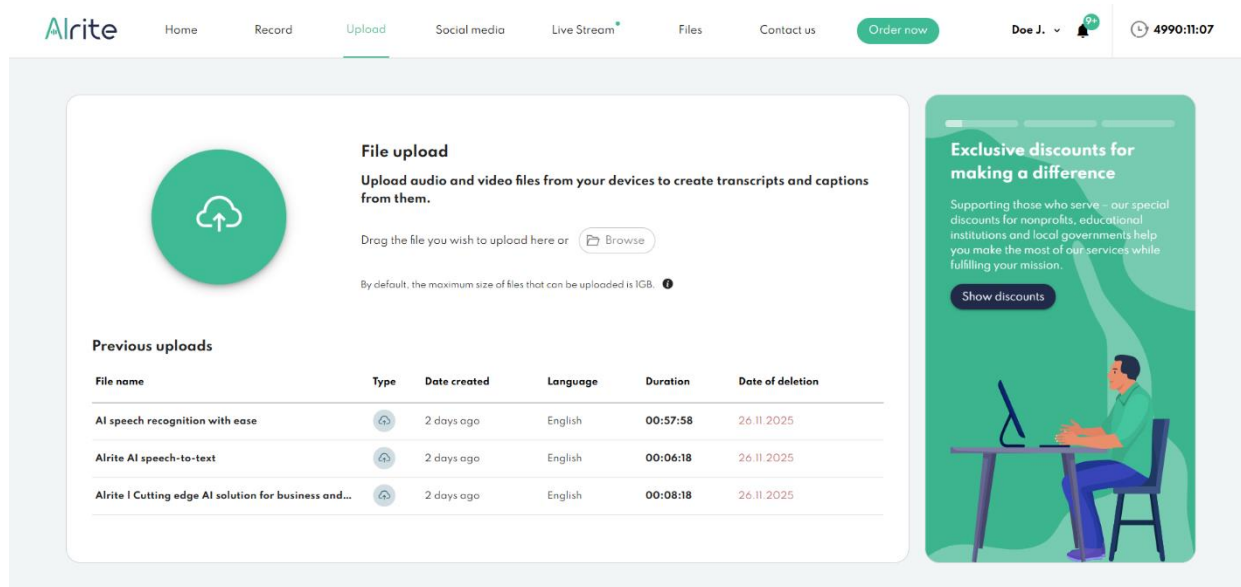 Alrite
Home Record Upload Social media Live Stream Files Contact us Order now Doe J. 9+ 4990:11:07
File upload
Upload audio and video files from your devices to create transcripts and captions
from them.
Drag the file you wish to upload here or Browse
By default, the maximum size of files that can be uploaded is 1GB. i
Previous uploads
File name Type Date created Language Duration Date of deletion
AI speech recognition with ease 2 days ago English 00:57:58 26.11.2025
Alrite AI speech-to-text 2 days ago English 00:06:18 26.11.2025
Alrite | Cutting edge AI solution for business and... 2 days ago English 00:08:18 26.11.2025
Exclusive discounts for
making a difference
Supporting those who serve – our special
discounts for nonprofits, educational
institutions and local governments help
you make the most of our services while
fulfilling your mission.
Show discounts